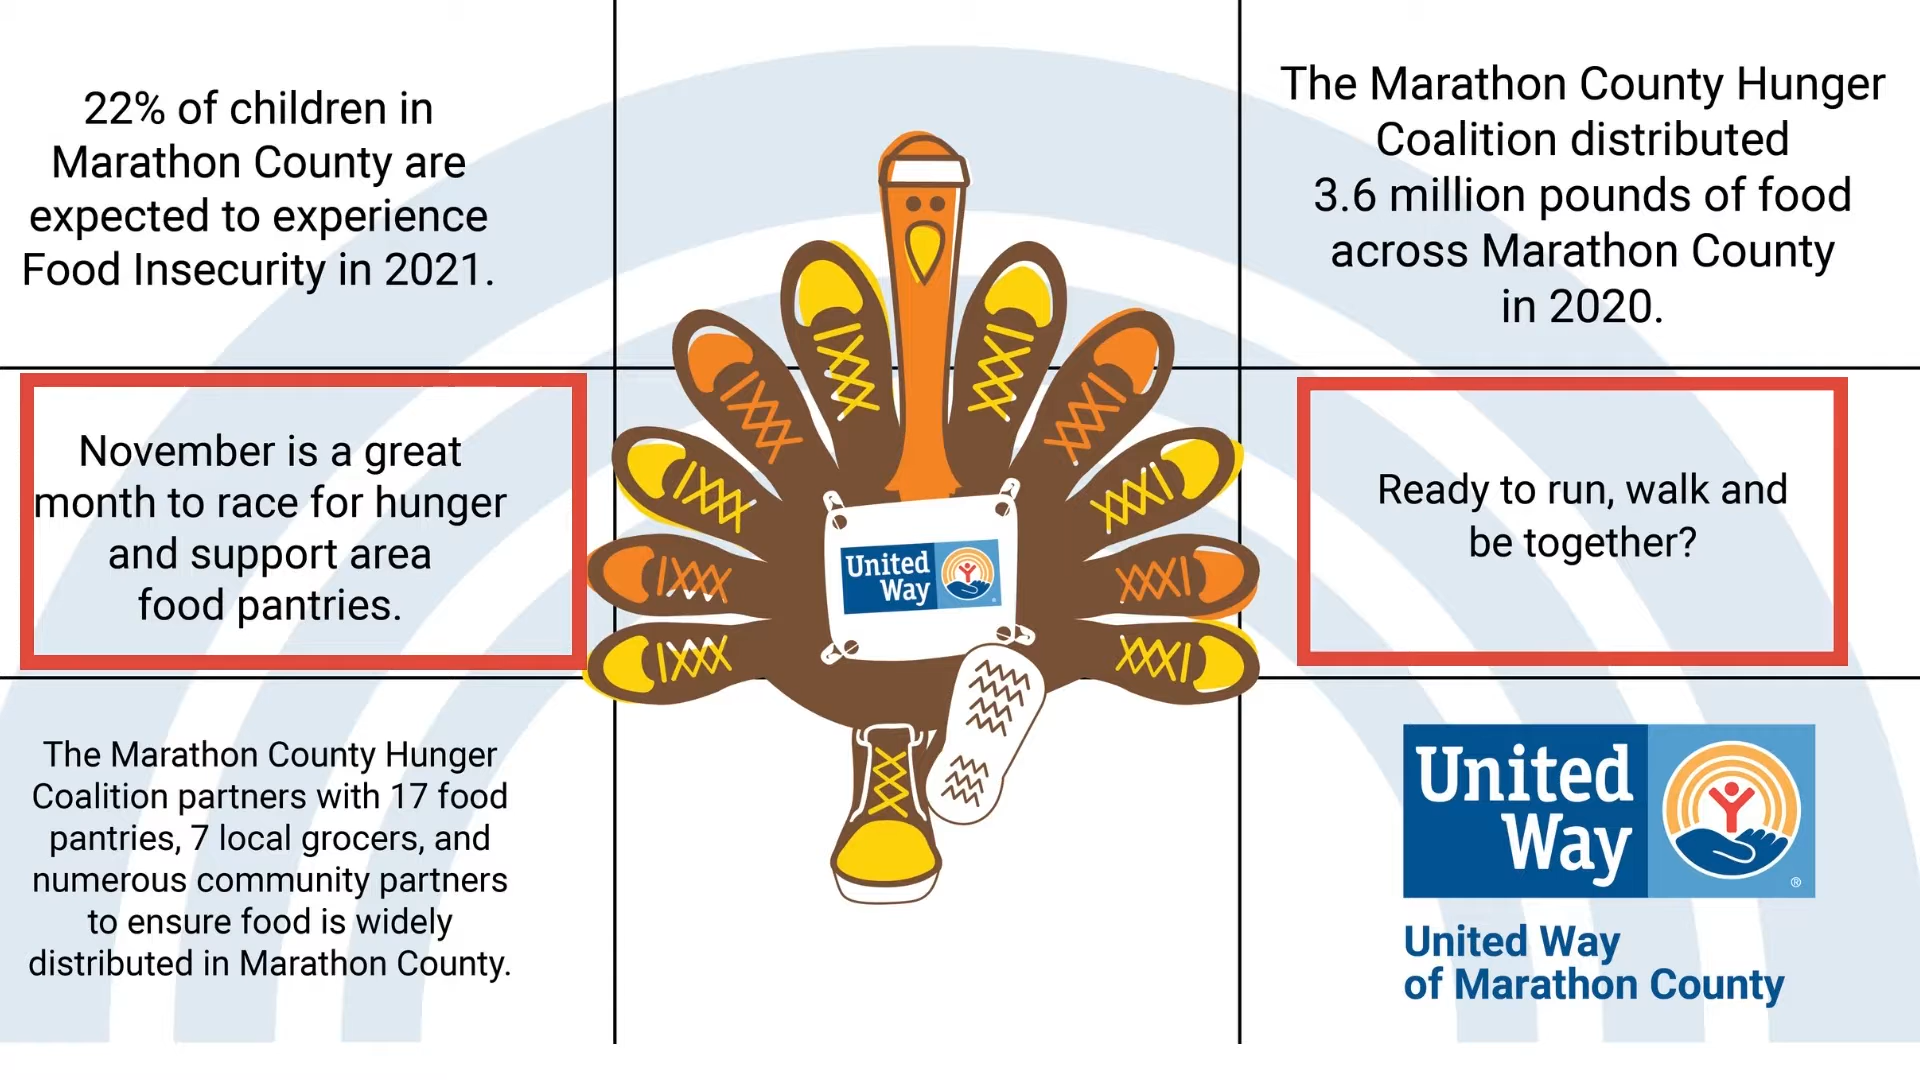 22% of children in
Marathon County are
expected to experience
Food Insecurity in 2021.
The Marathon County Hunger
Coalition distributed
3.6 million pounds of food
across Marathon County
in 2020.
November is a great
month to race for hunger
and support area
food pantries.
United
Way
Ready to run, walk and
be together?
The Marathon County Hunger
Coalition partners with 17 food
pantries, 7 local grocers, and
numerous community partners
to ensure food is widely
distributed in Marathon County.
United
Way
®
United Way
of Marathon County